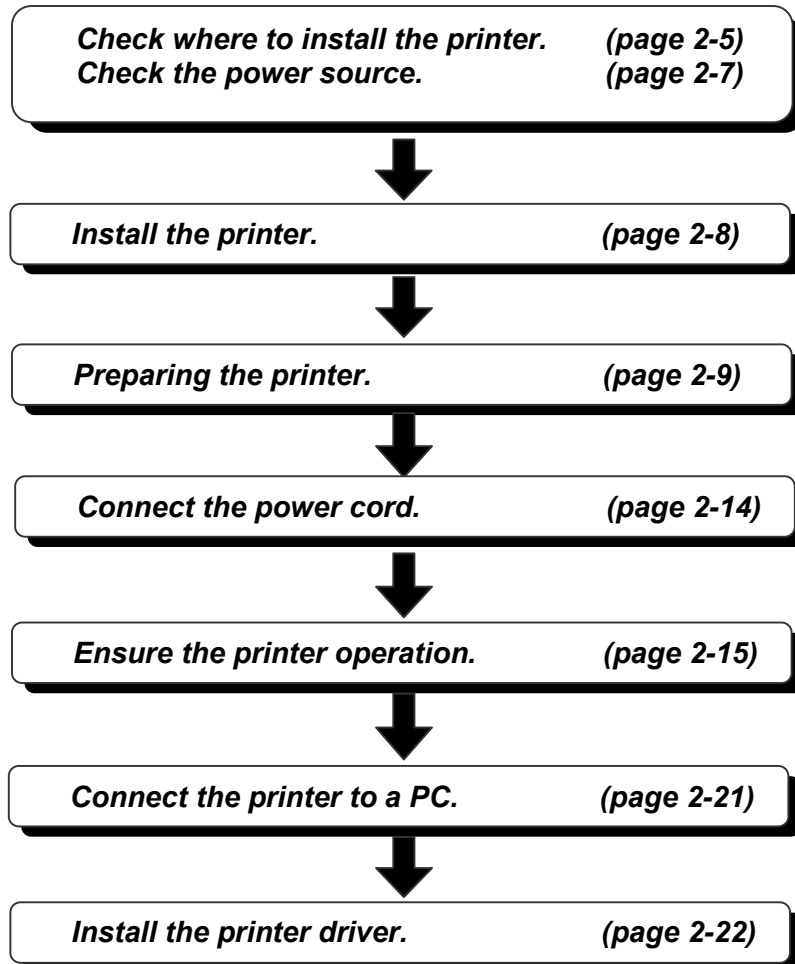 Check where to install the printer. (page 2-5)
Check the power source. (page 2-7)
Install the printer. (page 2-8)
Preparing the printer. (page 2-9)
Connect the power cord. (page 2-14)
Ensure the printer operation. (page 2-15)
Connect the printer to a PC. (page 2-21)
Install the printer driver. (page 2-22)